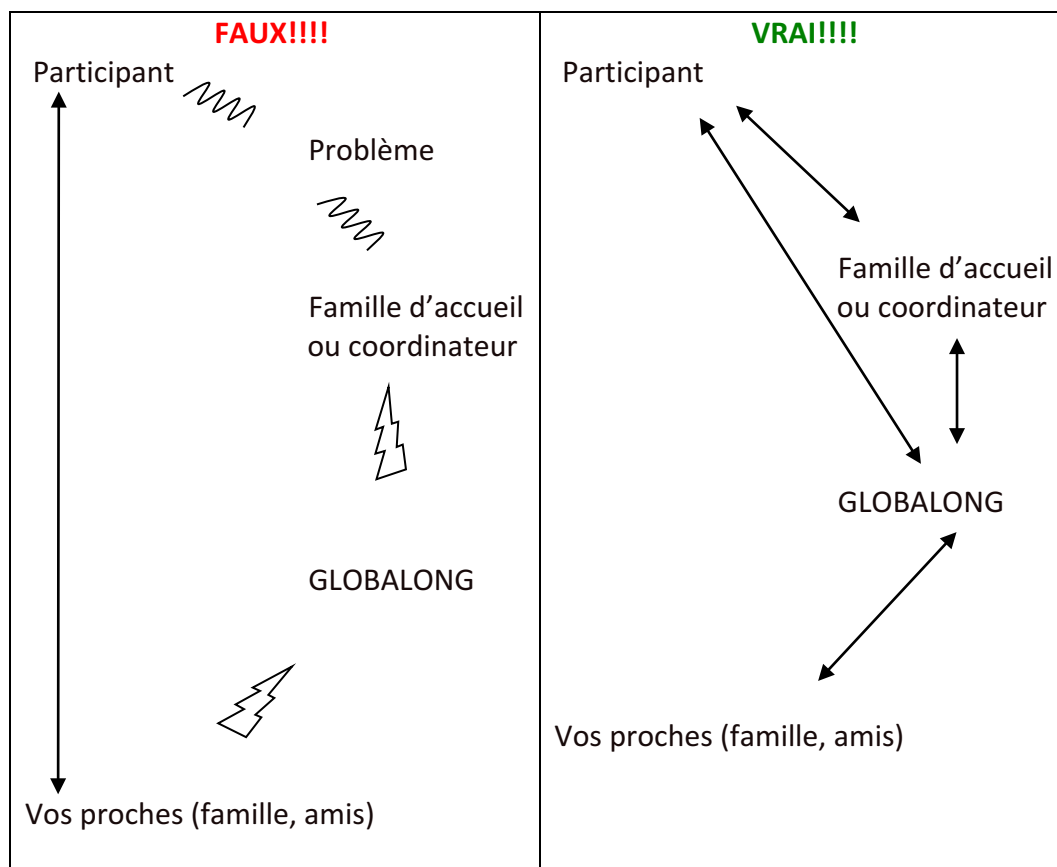 FAUX!!!!
Participant
Problème
Famille d’accueil
ou coordinateur
GLOBALONG
Vos proches (famille, amis)
VRAI!!!!
Participant
Famille d’accueil
ou coordinateur
GLOBALONG
Vos proches (famille, amis)